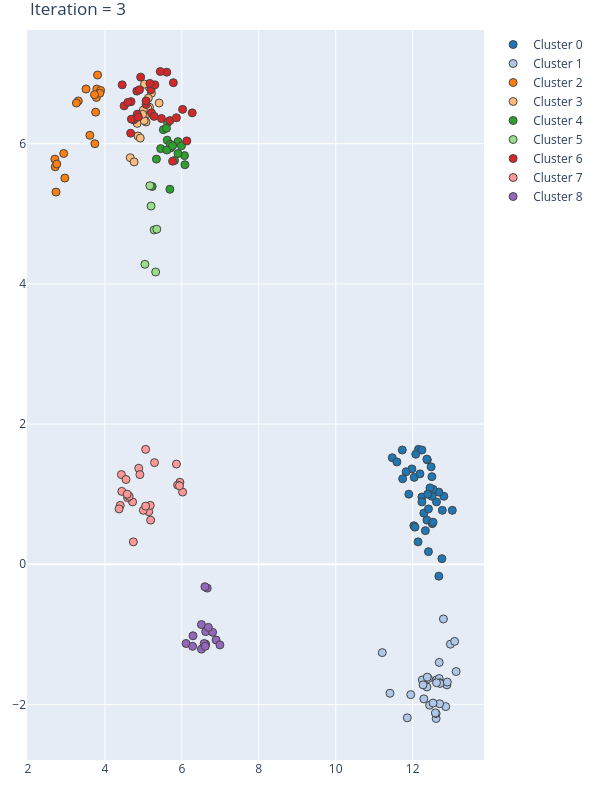 Iteration = 3
Cluster 0
Cluster 1
Cluster 2
Cluster 3
Cluster 4
Cluster 5
Cluster 6
Cluster 7
Cluster 8
6
4
2
0
−2
2 4 6 8 10 12